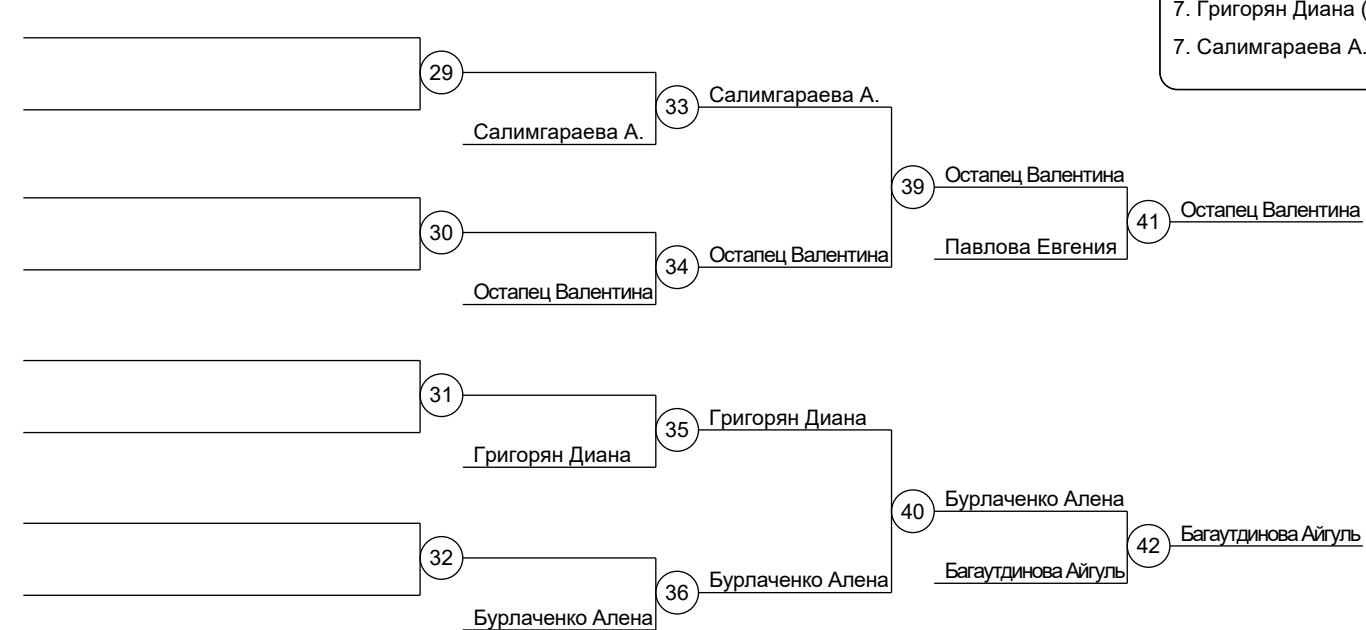 7. Григорян Диана (
7. Салимгараева А.
29
33
Салимгараева А.
Салимгараева А.
39
Остапец Валентина
41
Остапец Валентина
30
34
Остапец Валентина
Павлова Евгения
Остапец Валентина
31
35
Григорян Диана
Григорян Диана
40
Бурлаченко Алена
42
Багаутдинова Айгуль
32
36
Бурлаченко Алена
Багаутдинова Айгуль
Бурлаченко Алена